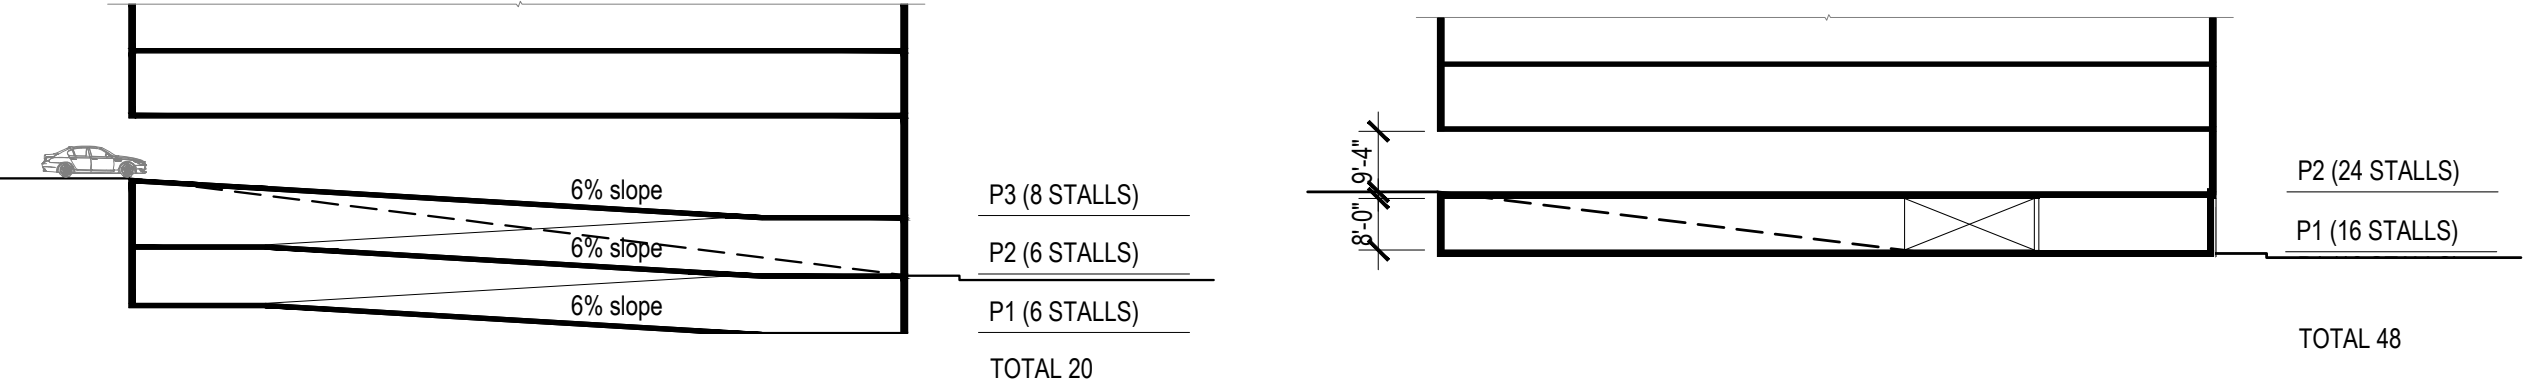 6% slope
P3 (8 STALLS)
6% slope
P2 (6 STALLS)
6% slope
P1 (6 STALLS)
TOTAL 20
9'-4"
8'-0"
P2 (24 STALLS)
P1 (16 STALLS)
TOTAL 48